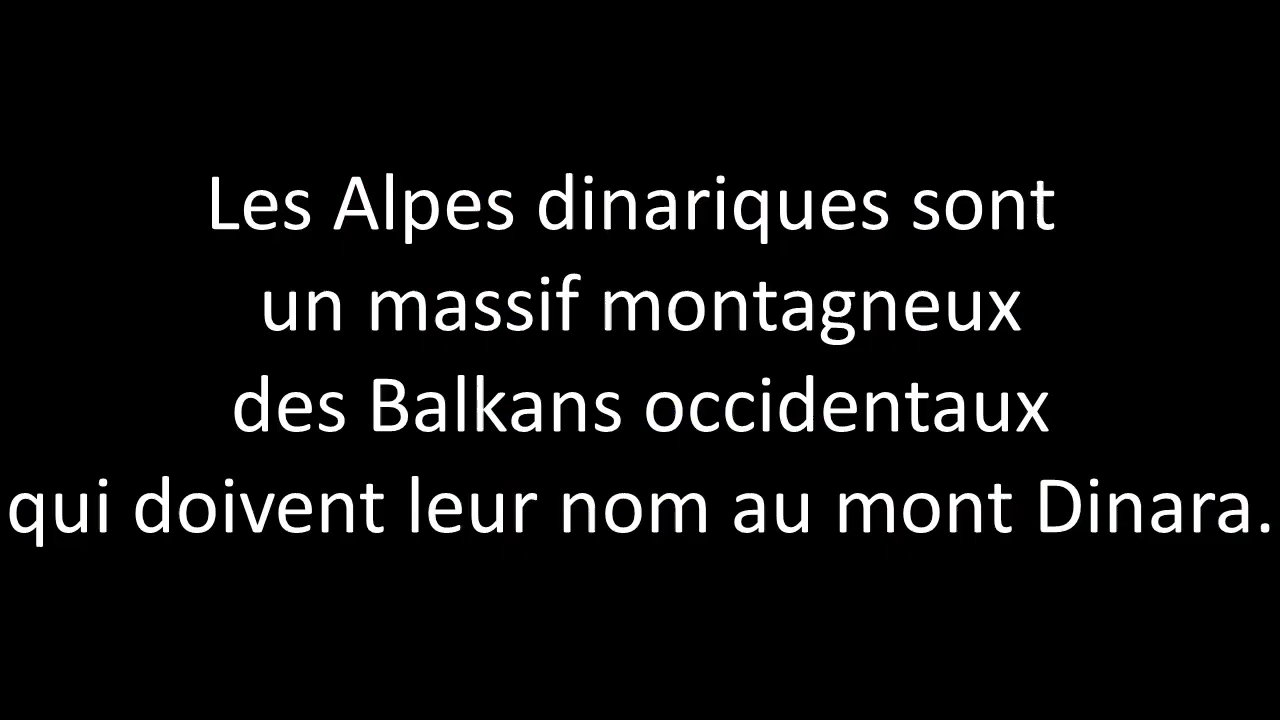 Les Alpes dinariques sont
un massif montagneux
des Balkans occidentaux
qui doivent leur nom au mont Dinara.